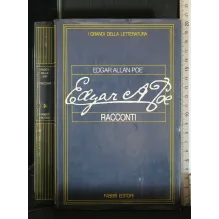 I GRANDI DELLA LETTERATURA
EDGAR ALLAN POE
Edgar A Poe
RACCONTI
FABBRI EDITORI